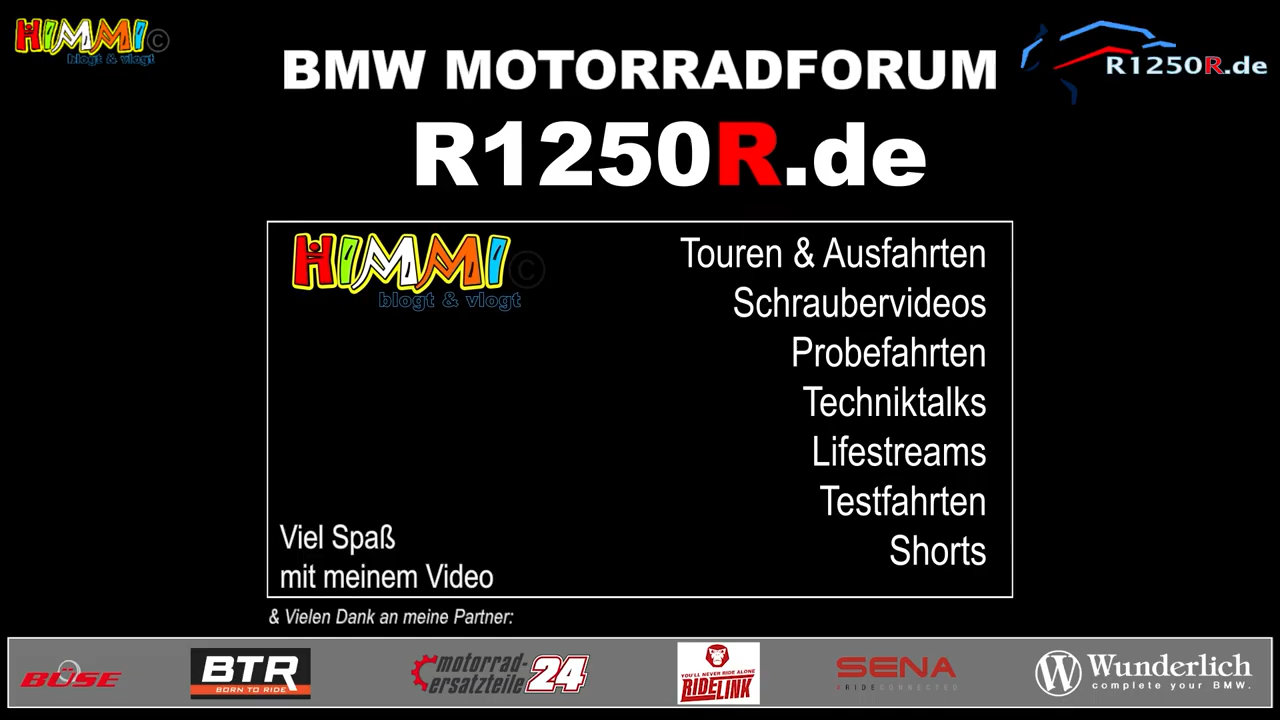 HIMMI©
blogt & vlogt
BMW MOTORRADFORUM
R1250R.de
R1250R.de
HIMMI©
blogt & vlogt
Touren & Ausfahrten
Schraubervideos
Probefahrten
Techniktalks
Lifestreams
Testfahrten
Shorts
Viel Spaß
mit meinem Video
& Vielen Dank an meine Partner:
BÜSE
BTR
BORN TO RIDE
motorrad-
ersatzteile24
YOU'LL NEVER RIDE ALONE
RIDELINK
SENA
#RIDECONNECTED
Wunderlich
complete your BMW.